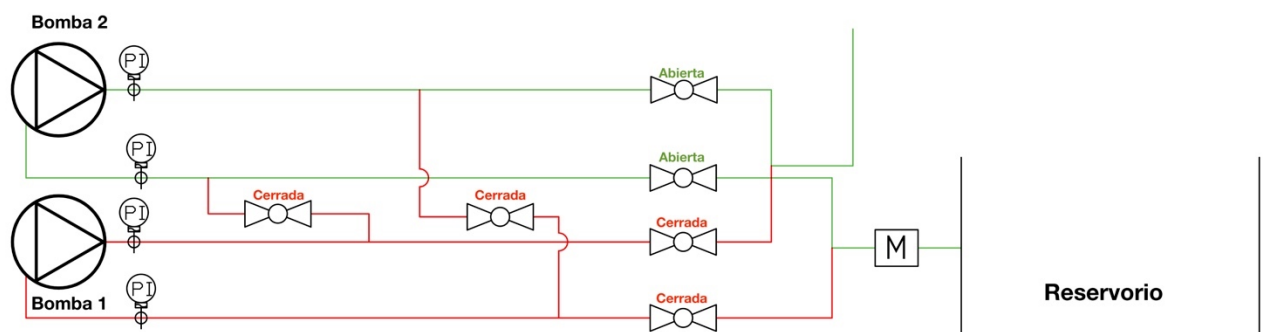 Bomba 2
PI
Abierta
PI
Abierta
Cerrada
Cerrada
PI
Cerrada
M
Bomba 1
PI
Cerrada
Reservorio